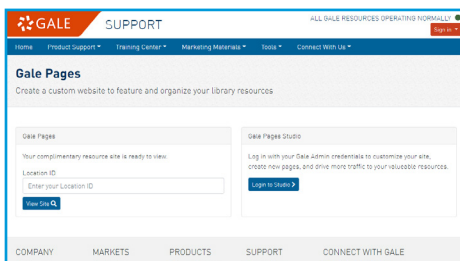 GALE SUPPORT
ALL GALE RESOURCES OPERATING NORMALLY
Sign in
Home Product Support Training Center Marketing Materials Tools Connect With Us
Gale Pages
Create a custom website to feature and organize your library resources
Gale Pages
Your complimentary resource site is ready to view.
Location ID
Enter your Location ID
View Site
Gale Pages Studio
Log in with your Gale Admin credentials to customize your site,
create new pages, and drive more traffic to your valueable resources.
Login to Studio
COMPANY MARKETS PRODUCTS SUPPORT CONNECT WITH GALE